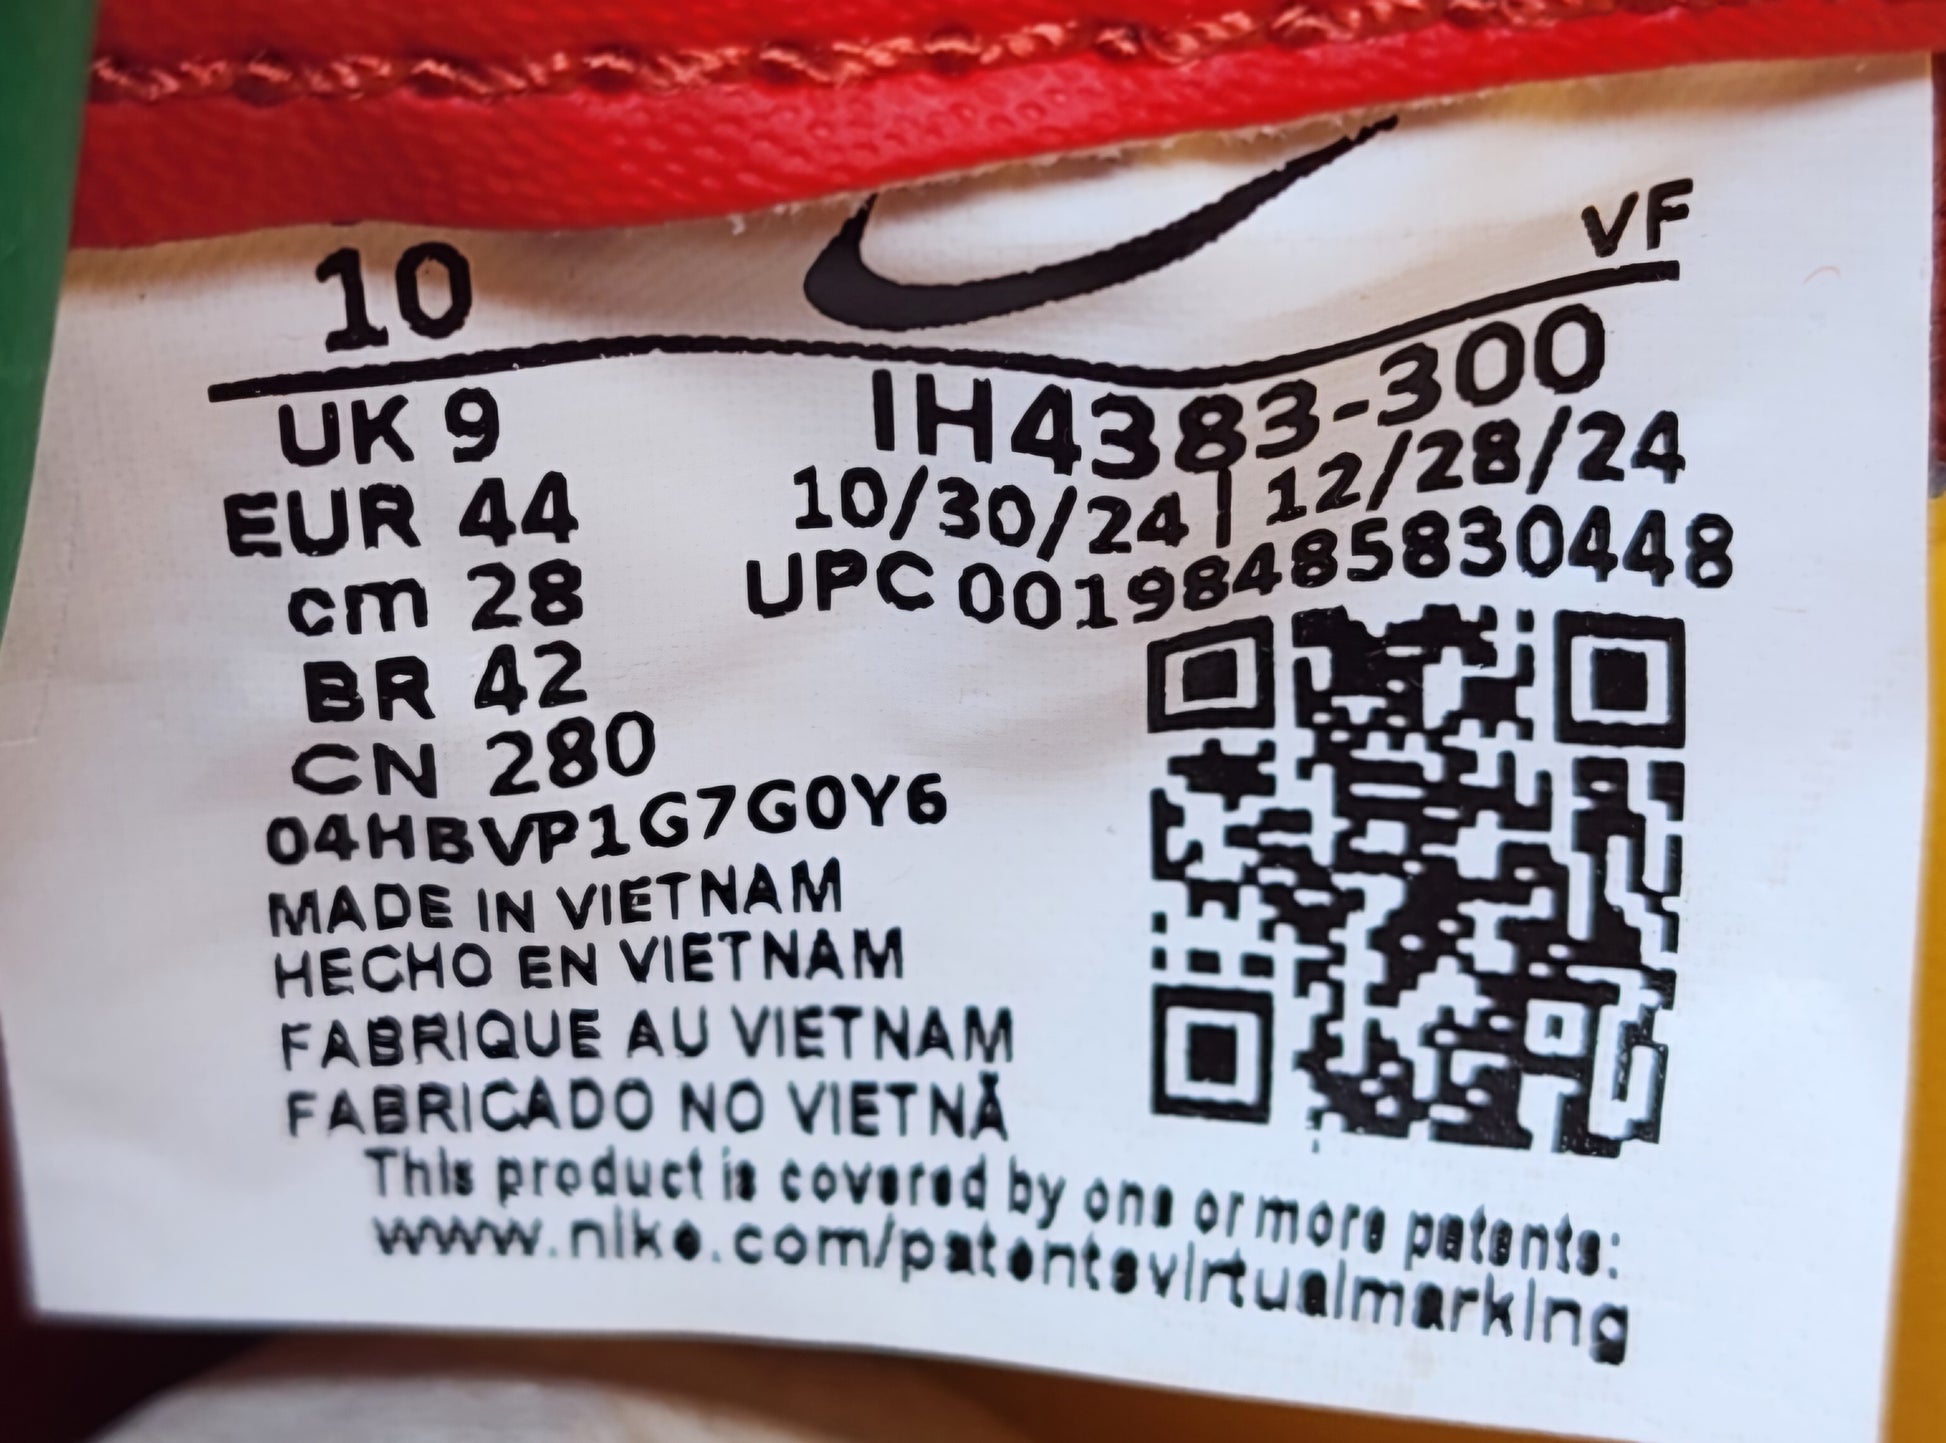 10
VF
UK 9
EUR 44
cm 28
BR 42
CN 280
IH4383-300
10/30/24 | 12/28/24
UPC 00198485830448
04HBVP1G7G0Y6
MADE IN VIETNAM
HECHO EN VIETNAM
FABRIQUE AU VIETNAM
FABRICADO NO VIETNÃ
This product is covered by one or more patents:
www.nike.com/patentsvirtualmarking